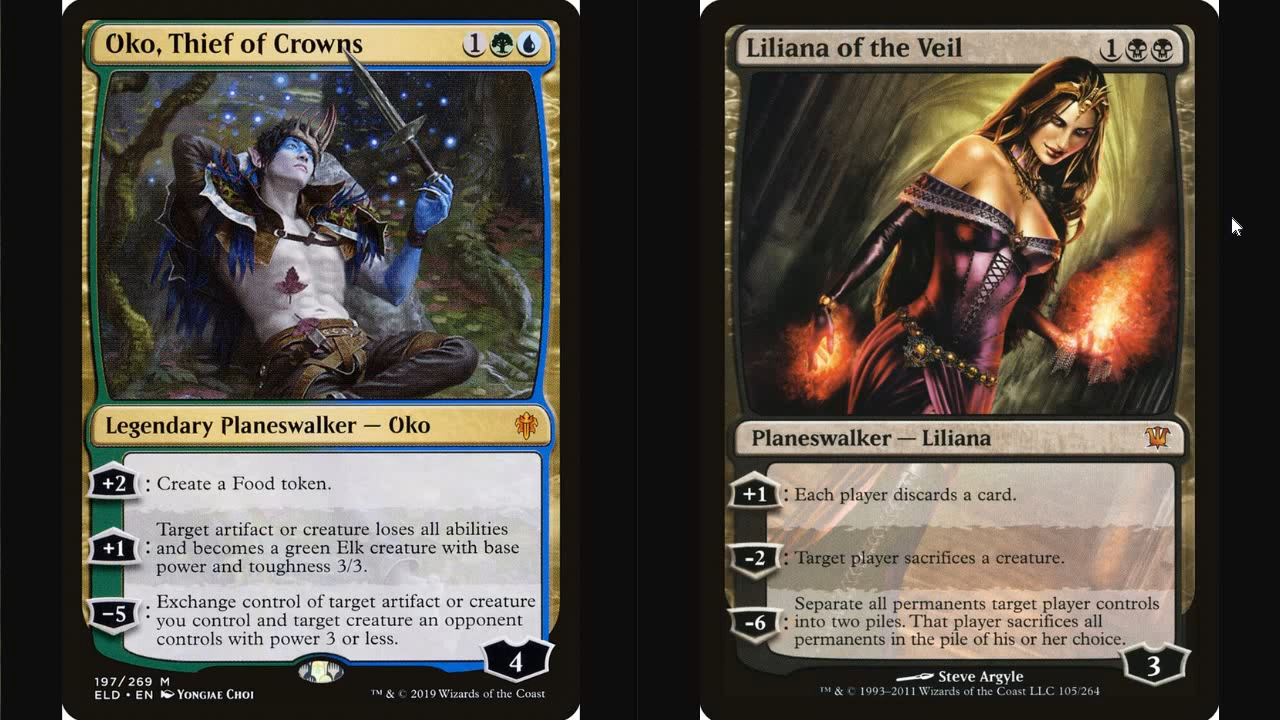 Oko, Thief of Crowns
1
Legendary Planeswalker — Oko
+2 : Create a Food token.
Target artifact or creature loses all abilities
+1 : and becomes a green Elk creature with base
power and toughness 3/3.
Exchange control of target artifact or creature
−5 : you control and target creature an opponent
controls with power 3 or less.
4
197/269 M
ELD • EN Yongjae Choi
™ & © 2019 Wizards of the Coast
Liliana of the Veil
1
Planeswalker — Liliana
+1 : Each player discards a card.
-2 : Target player sacrifices a creature.
Separate all permanents target player controls
-6 : into two piles. That player sacrifices all
permanents in the pile of his or her choice.
3
Steve Argyle
™ & © 1993–2011 Wizards of the Coast LLC 105/264